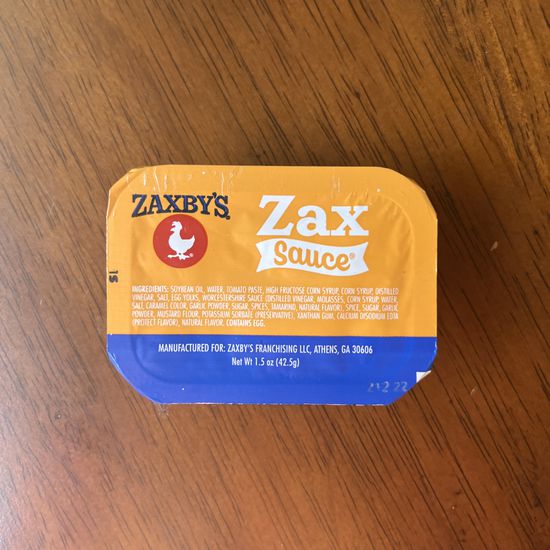 ZAXBY'S
Zax
Sauce®
INGREDIENTS: SOYBEAN OIL, WATER, TOMATO PASTE, HIGH FRUCTOSE CORN SYRUP, CORN SYRUP, DISTILLED
VINEGAR, SALT, EGG YOLKS, WORCESTERSHIRE SAUCE (DISTILLED VINEGAR, MOLASSES, CORN SYRUP, WATER,
SALT, CARAMEL COLOR, GARLIC POWDER, SUGAR, SPICES, TAMARIND, NATURAL FLAVOR), SPICE, SUGAR, GARLIC
POWDER, MUSTARD FLOUR, POTASSIUM SORBATE (PRESERVATIVE), XANTHAN GUM, CALCIUM DISODIUM EDTA
(PROTECT FLAVOR), NATURAL FLAVOR. CONTAINS EGG.
MANUFACTURED FOR: ZAXBY'S FRANCHISING LLC, ATHENS, GA 30606
Net Wt 1.5 oz (42.5g)